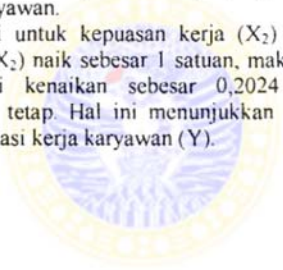 yawan.
untuk kepuasan kerja (X₂)
X₂) naik sebesar 1 satuan, mak
i kenaikan sebesar 0,2024
tetap. Hal ini menunjukkan
asi kerja karyawan (Y).